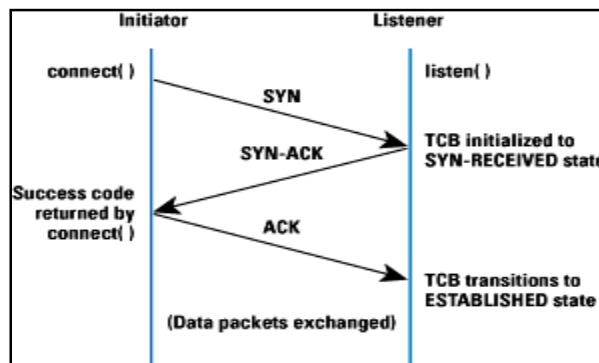 Initiator
Listener
connect( )
listen( )
SYN
TCB initialized to
SYN-RECEIVED state
SYN-ACK
Success code
returned by
connect( )
ACK
TCB transitions to
ESTABLISHED state
(Data packets exchanged)